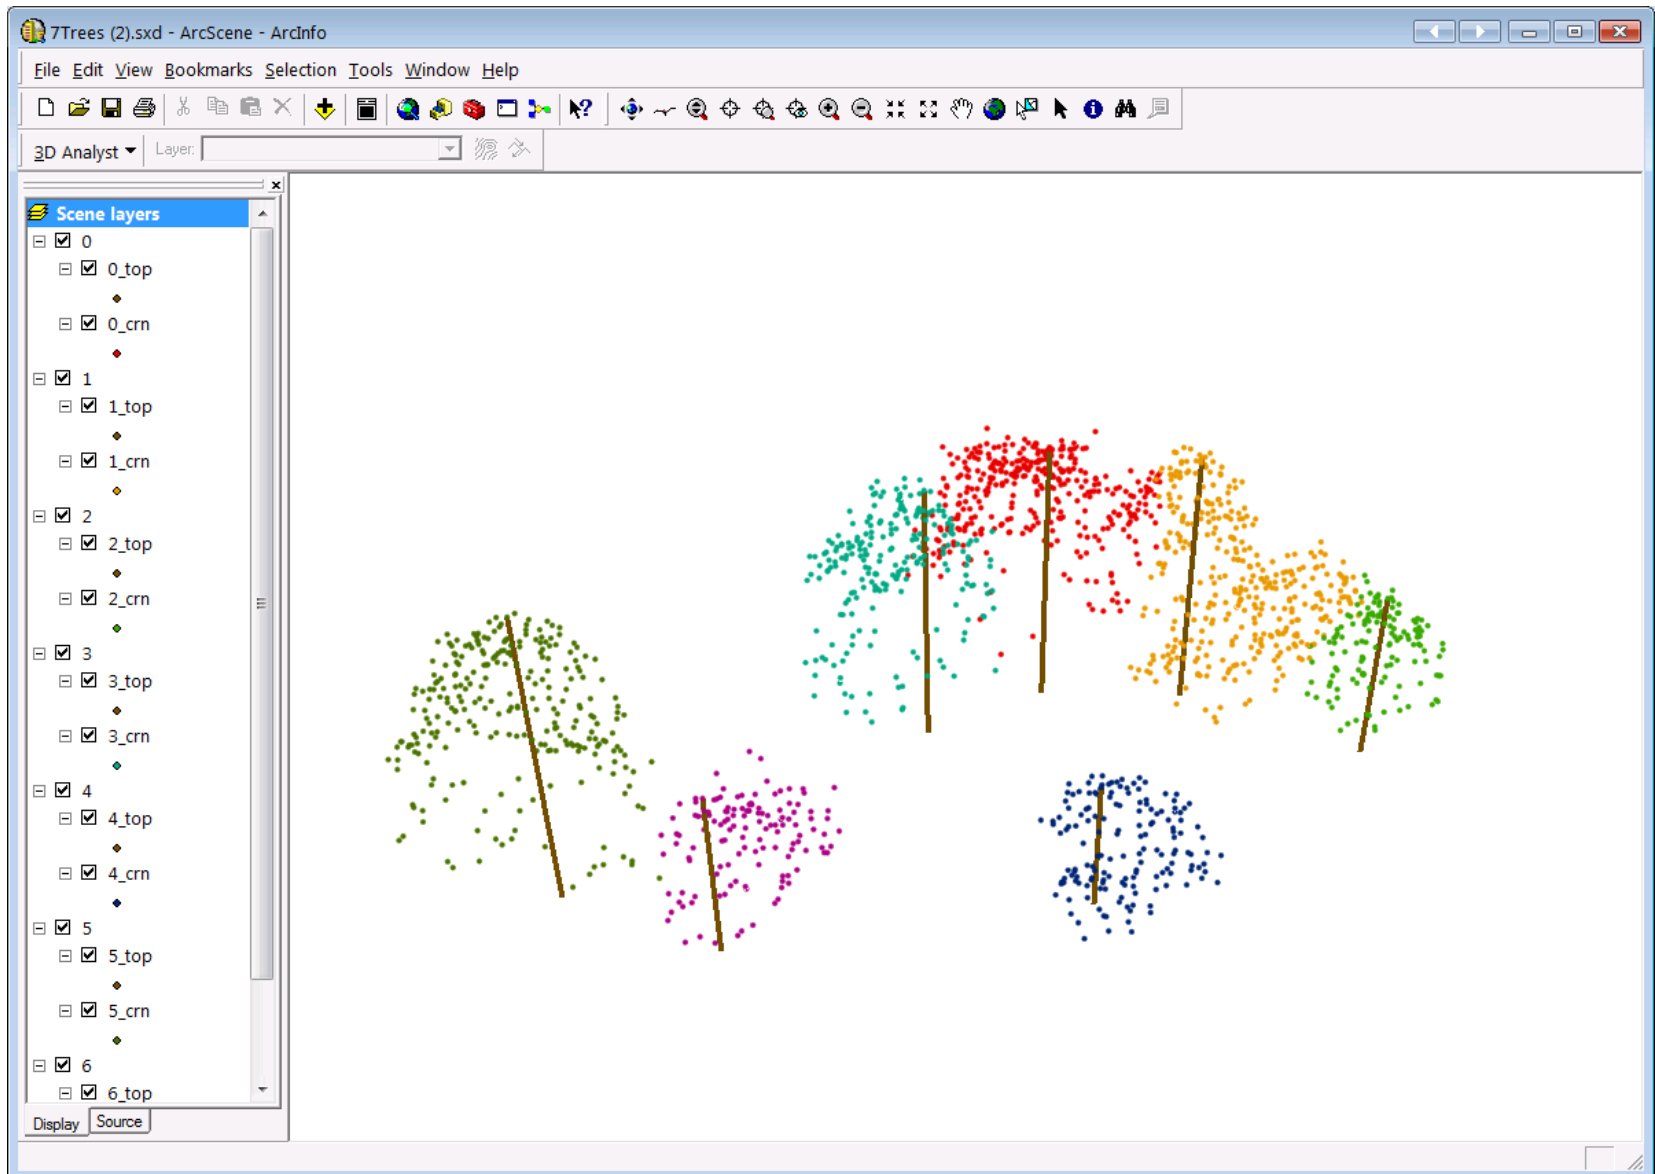 7Trees (2).sxd - ArcScene - ArcInfo
File Edit View Bookmarks Selection Tools Window Help
3D Analyst Layer:
Scene layers
0
0_top
0_crn
1
1_top
1_crn
2
2_top
2_crn
3
3_top
3_crn
4
4_top
4_crn
5
5_top
5_crn
6
6_top
Display Source